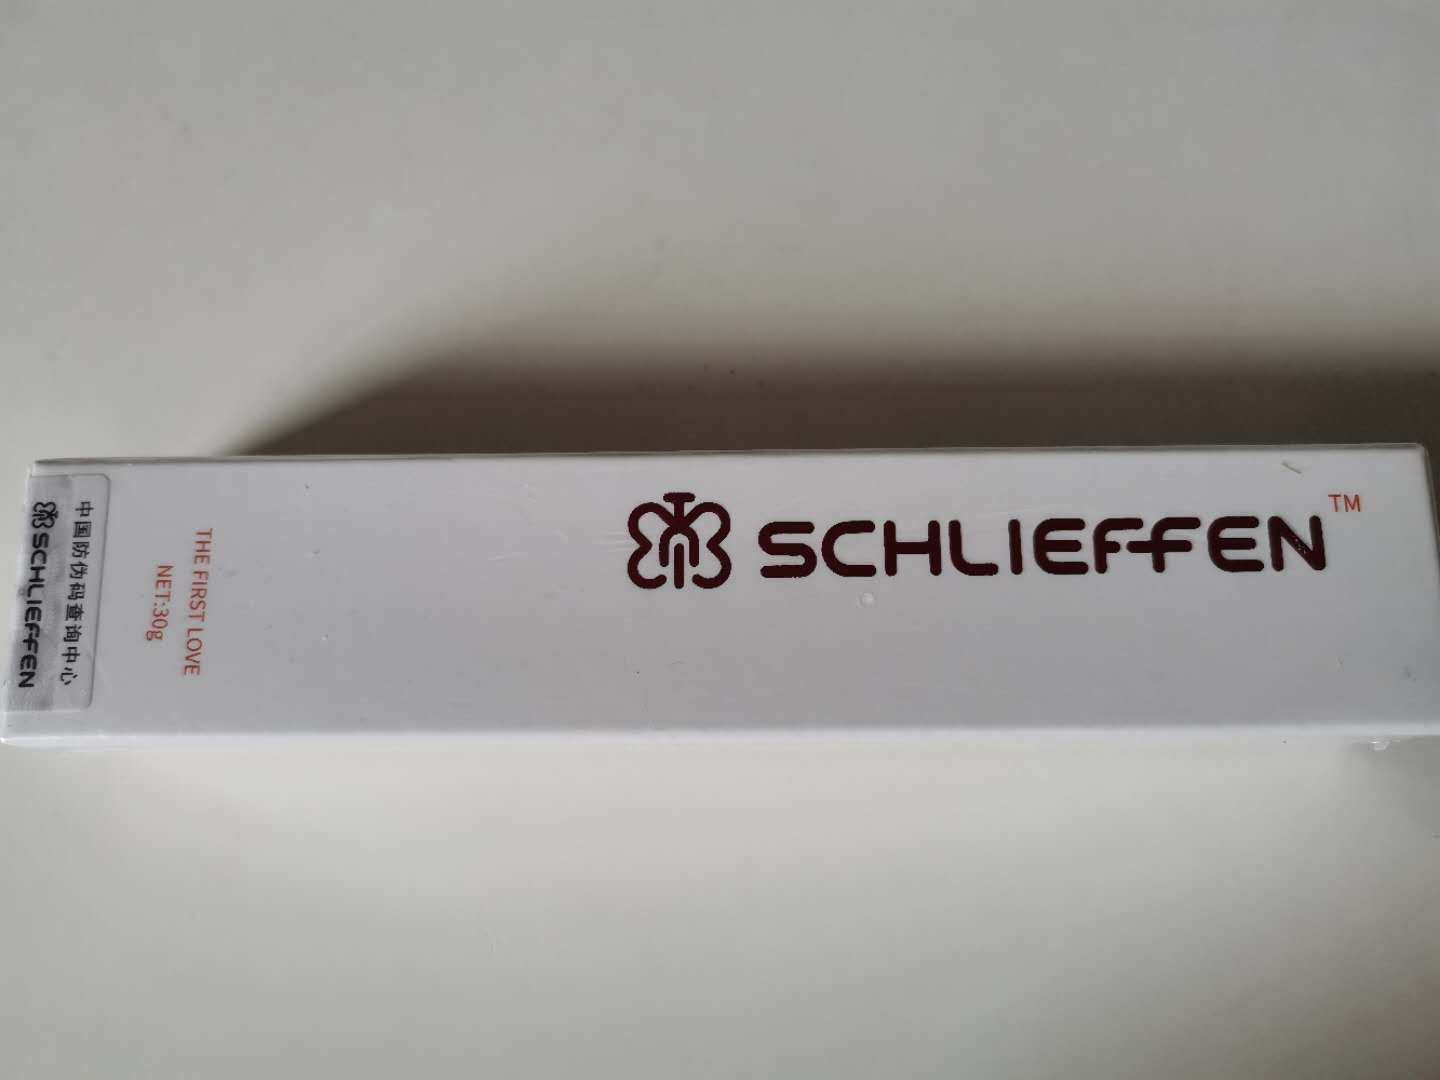 SCHLIEFFEN TM
THE FIRST LOVE
NET:30g
中国防伪码查询中心
SCHLIEFFEN